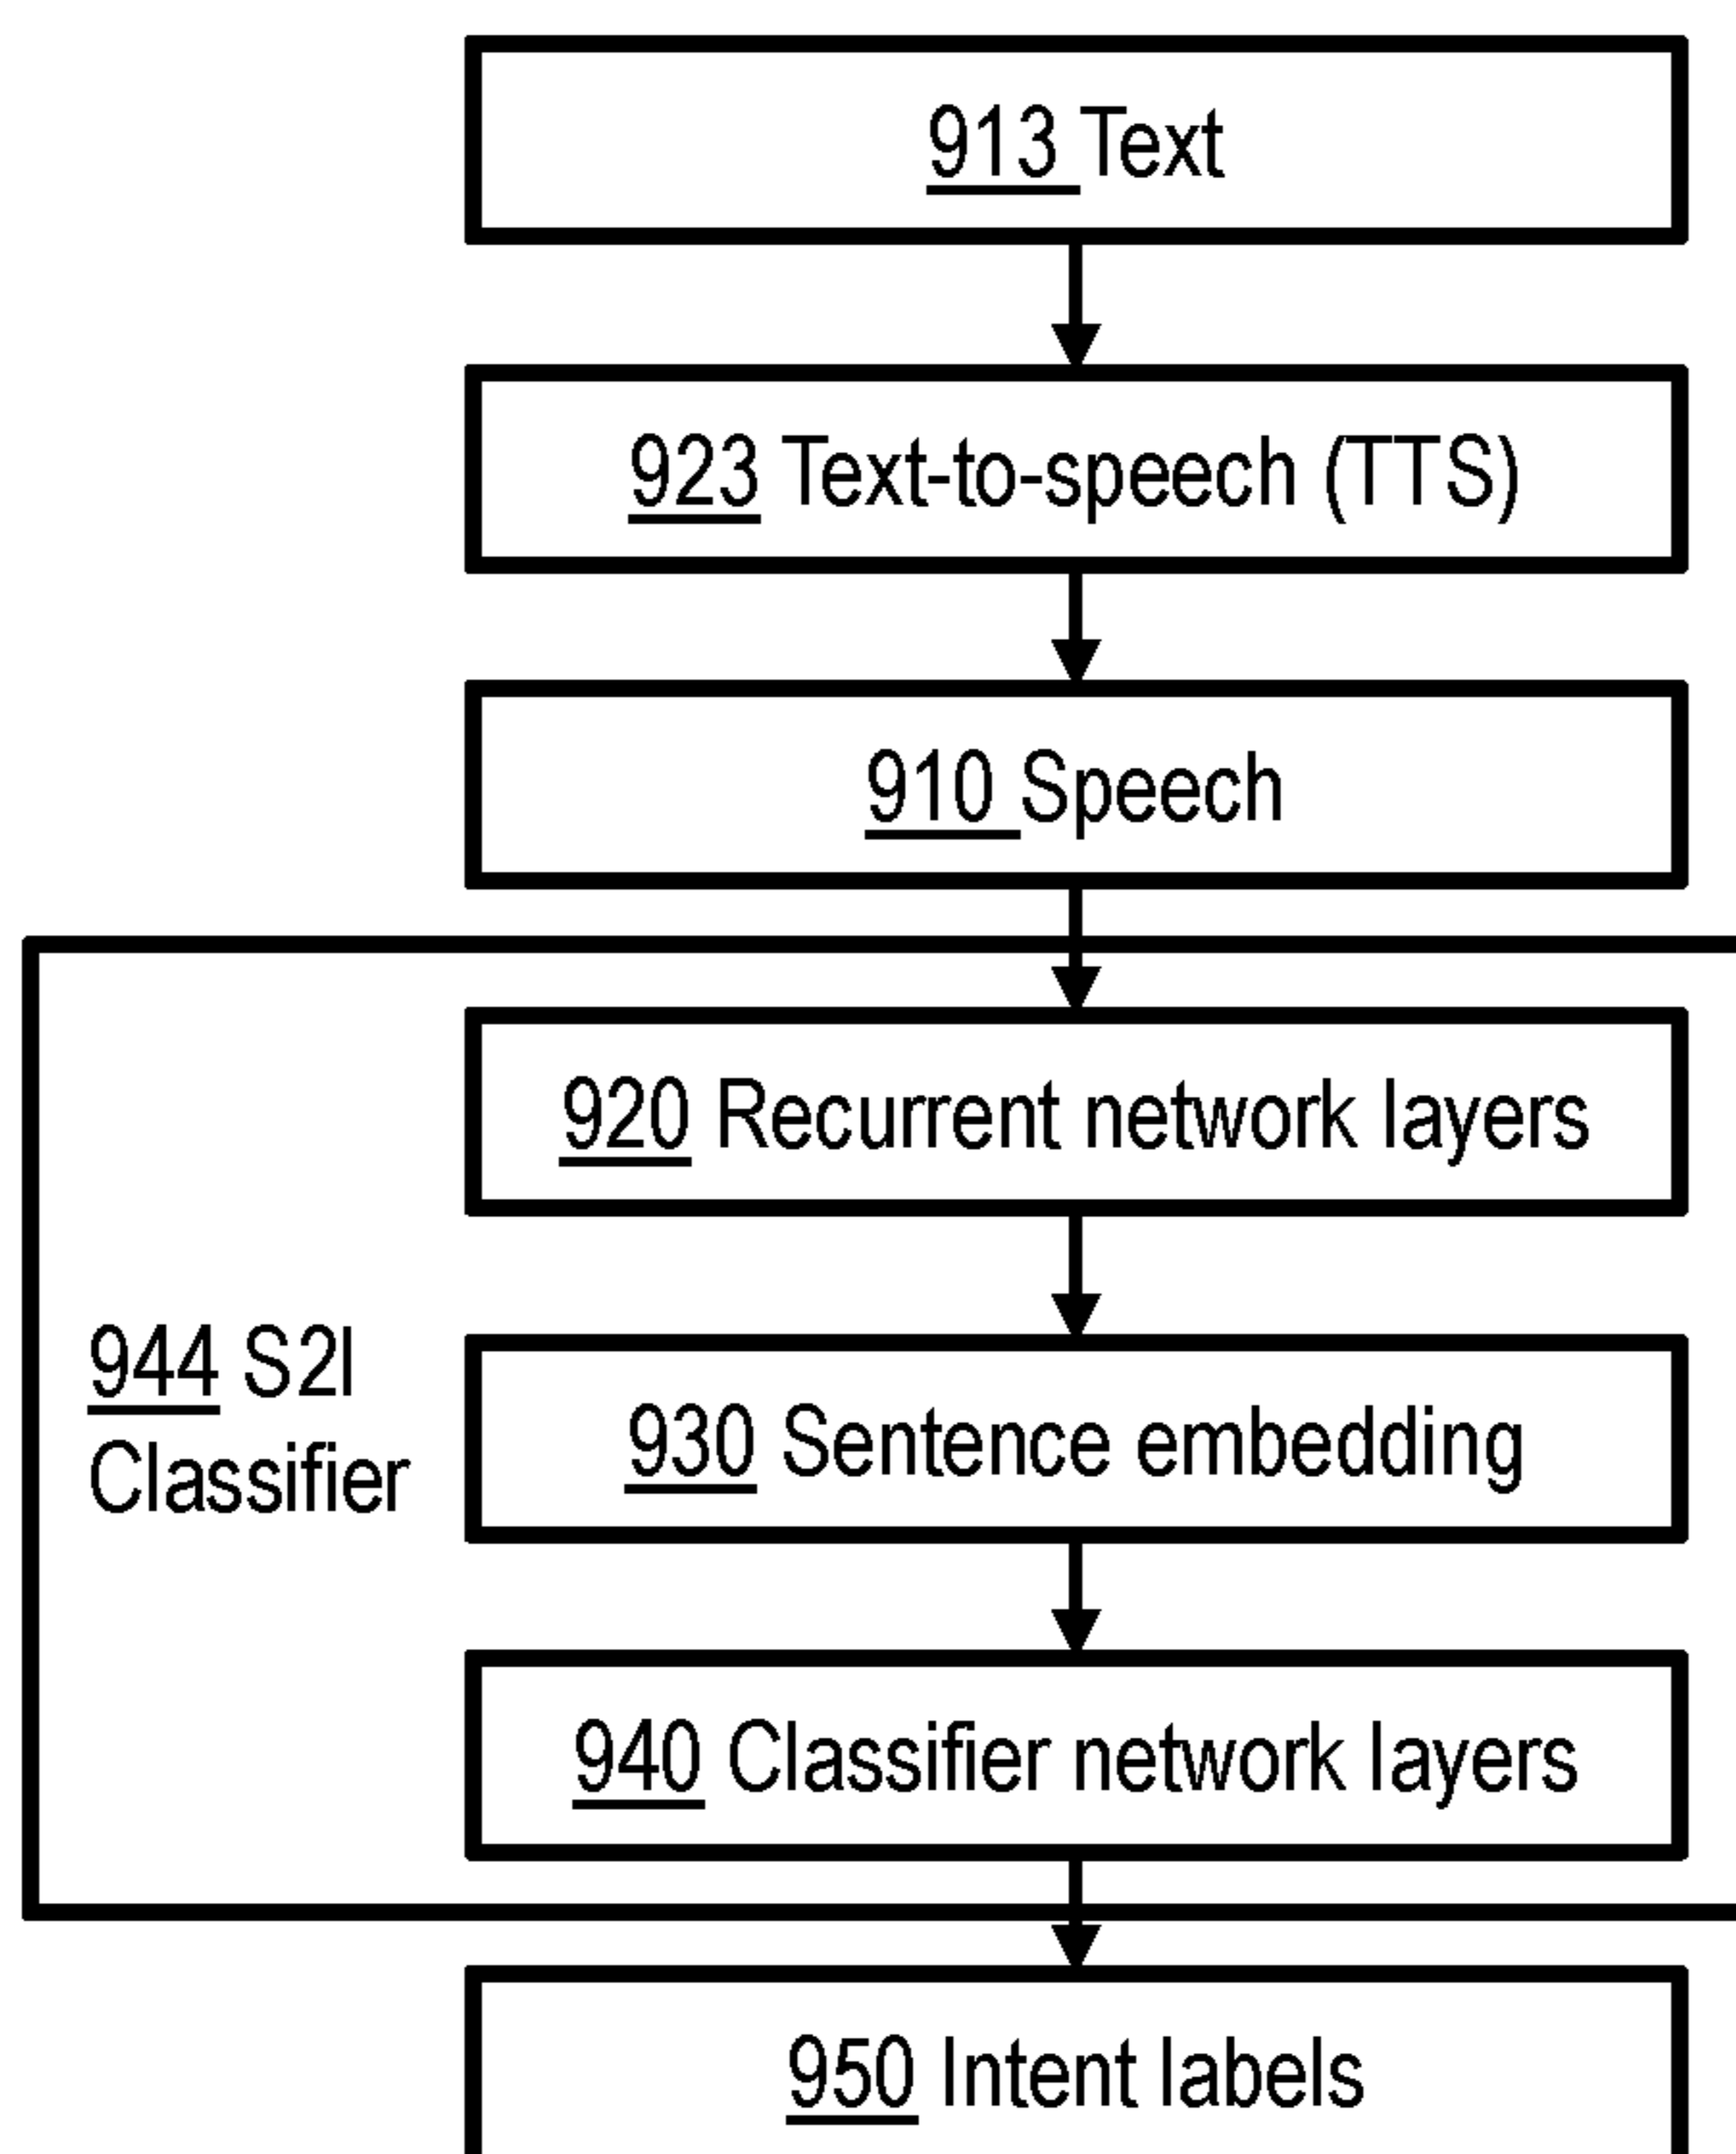 913 Text
923 Text-to-speech (TTS)
910 Speech
920 Recurrent network layers
944 S2I
Classifier
930 Sentence embedding
940 Classifier network layers
950 Intent labels